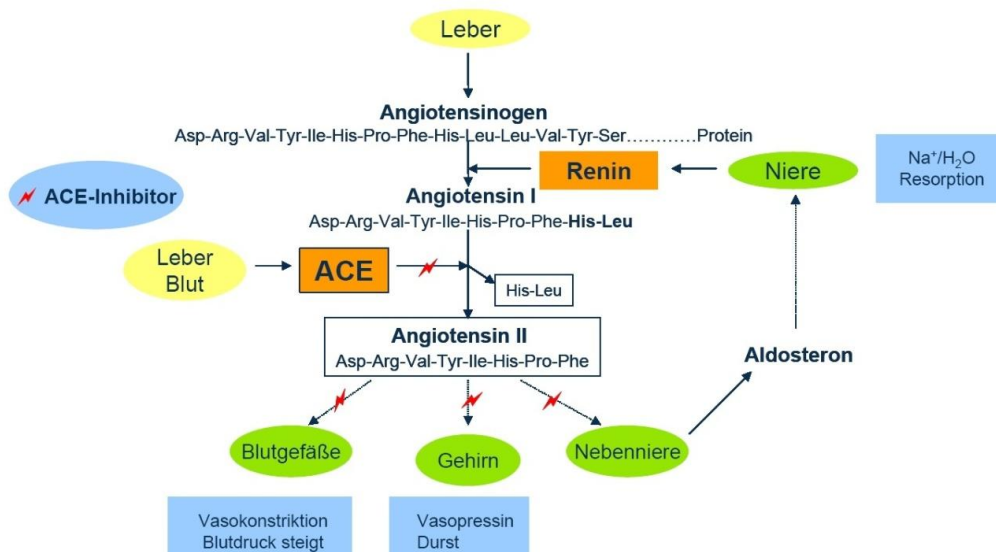 Leber
Angiotensinogen
Asp-Arg-Val-Tyr-Ile-His-Pro-Phe-His-Leu-Leu-Val-Tyr-Ser............Protein
Renin
Niere
Na⁺/H₂O
Resorption
ACE-Inhibitor
Angiotensin I
Asp-Arg-Val-Tyr-Ile-His-Pro-Phe-His-Leu
Leber
Blut
ACE
His-Leu
Angiotensin II
Asp-Arg-Val-Tyr-Ile-His-Pro-Phe
Aldosteron
Blutgefäße
Gehirn
Nebenniere
Vasokonstriktion
Blutdruck steigt
Vasopressin
Durst